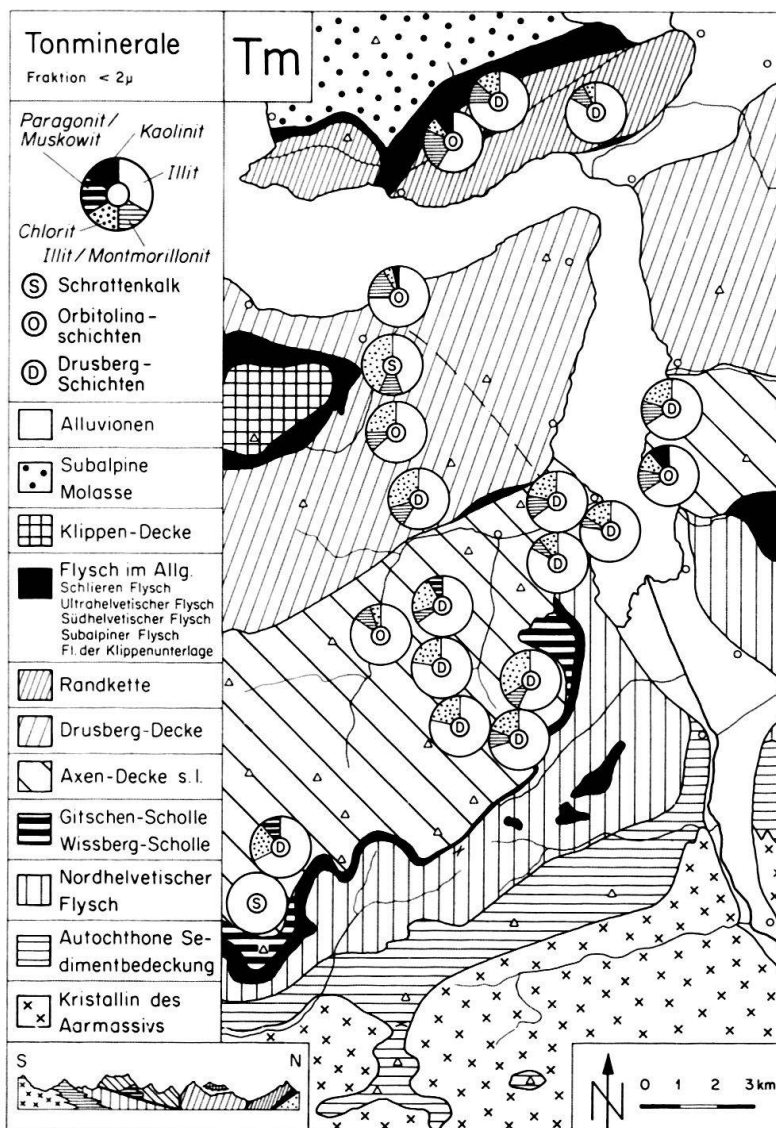 Tonminerale
Fraktion < 2µ
Tm
Paragonit/
Muskowit
Kaolinit
Illit
Chlorit
Illit/Montmorillonit
S Schrattenkalk
O Orbitolina-
schichten
D Drusberg-
Schichten
Alluvionen
Subalpine
Molasse
Klippen-Decke
Flysch im Allg.
Schlieren Flysch
Ultrahelvetischer Flysch
Südhelvetischer Flysch
Subalpiner Flysch
Fl. der Klippenunterlage
Randkette
Drusberg-Decke
Axen-Decke s.l.
Gitschen-Scholle
Wissberg-Scholle
Nordhelvetischer
Flysch
Autochthone Se-
dimentbedeckung
Kristallin des
Aarmassivs
S N
D
D
O
O
S
O
D
D
O
D
D
D
D
O
D
D
D
D
D
S
N
0 1 2 3 km